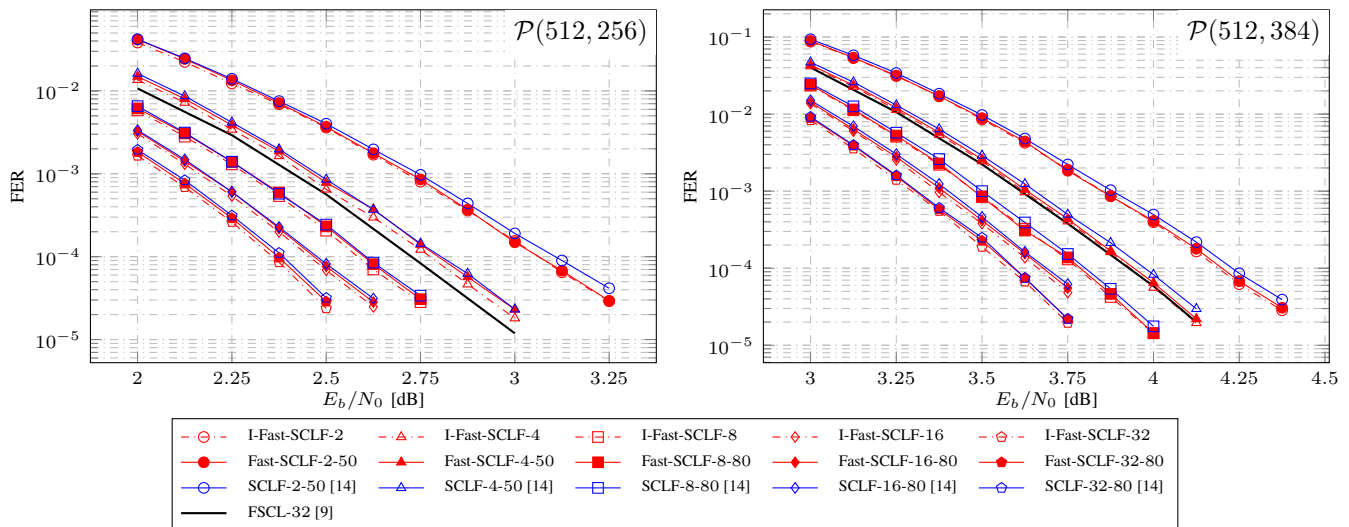 P(512, 256)
10⁻²
10⁻³
10⁻⁴
10⁻⁵
FER
2 2.25 2.5 2.75 3 3.25
E_b/N_0 [dB]
P(512, 384)
10⁻¹
10⁻²
10⁻³
10⁻⁴
10⁻⁵
FER
3 3.25 3.5 3.75 4 4.25 4.5
E_b/N_0 [dB]
I-Fast-SCLF-2 I-Fast-SCLF-4 I-Fast-SCLF-8 I-Fast-SCLF-16 I-Fast-SCLF-32
Fast-SCLF-2-50 Fast-SCLF-4-50 Fast-SCLF-8-80 Fast-SCLF-16-80 Fast-SCLF-32-80
SCLF-2-50 [14] SCLF-4-50 [14] SCLF-8-80 [14] SCLF-16-80 [14] SCLF-32-80 [14]
FSCL-32 [9]